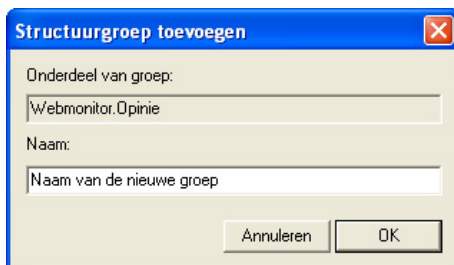 Structuurgroep toevoegen
Onderdeel van groep:
Webmonitor.Opinie
Naam:
Naam van de nieuwe groep
Annuleren OK